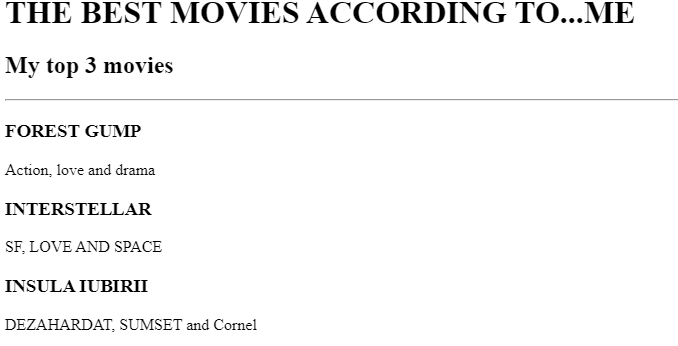 THE BEST MOVIES ACCORDING TO...ME
My top 3 movies
FOREST GUMP
Action, love and drama
INTERSTELLAR
SF, LOVE AND SPACE
INSULA IUBIRII
DEZAHARDAT, SUMSET and Cornel